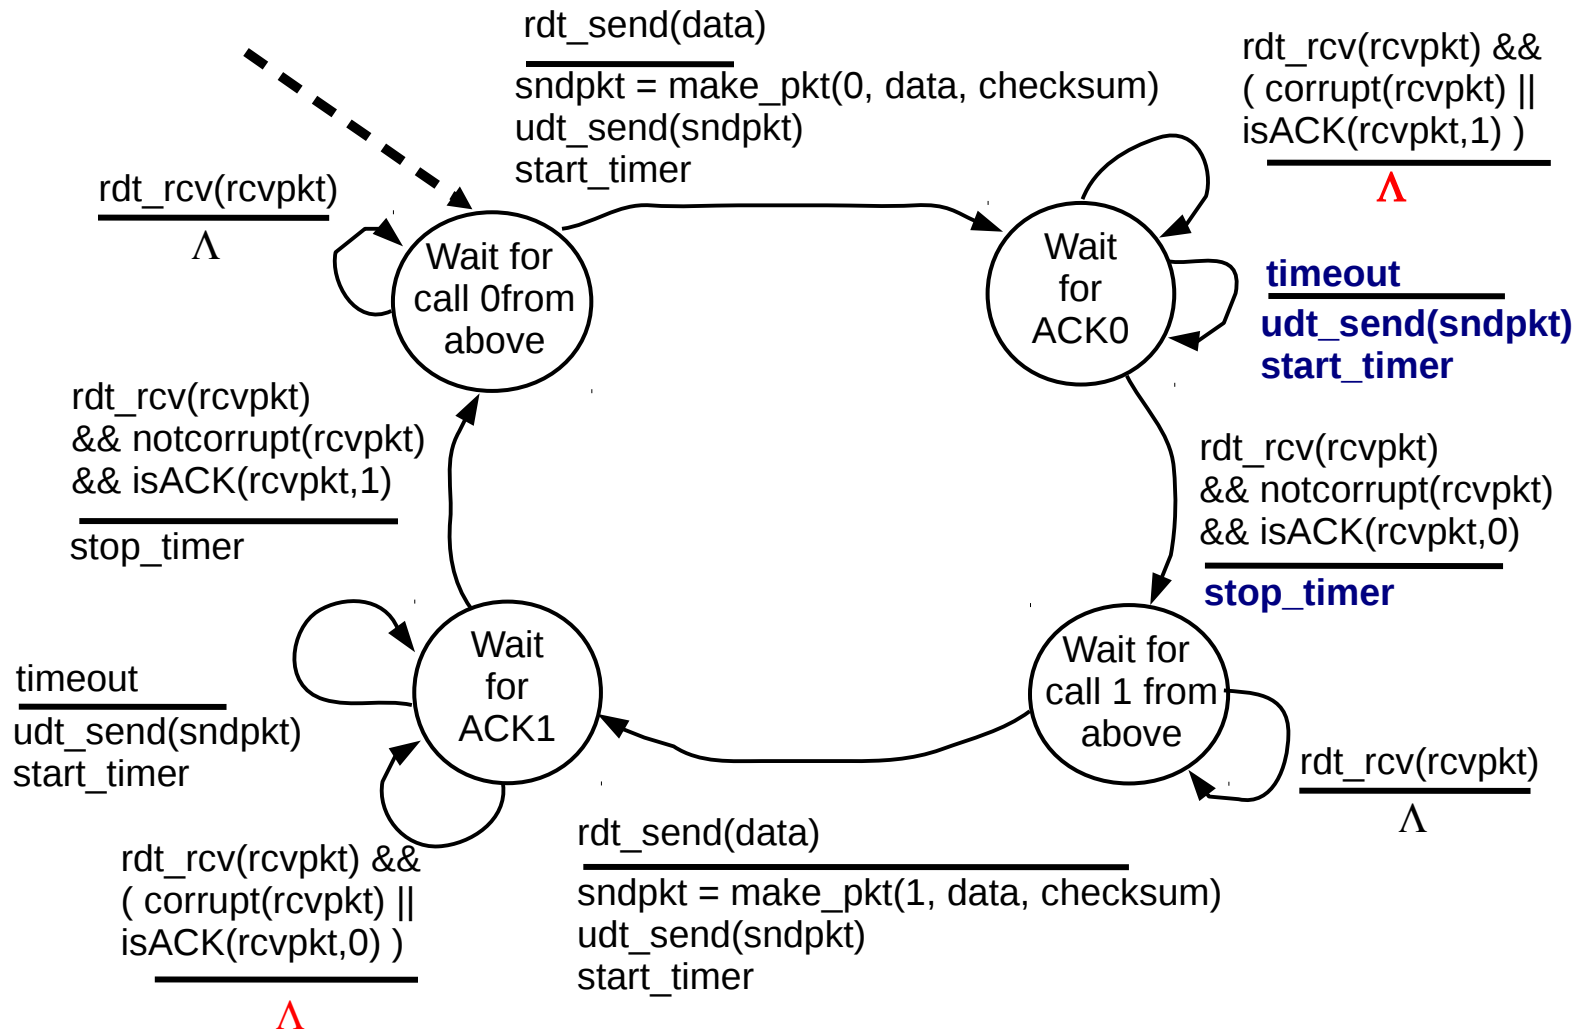 rdt_send(data)
sndpkt = make_pkt(0, data, checksum)
udt_send(sndpkt)
start_timer
rdt_rcv(rcvpkt) &&
( corrupt(rcvpkt) ||
isACK(rcvpkt,1) )
Λ
rdt_rcv(rcvpkt)
Λ
Wait for
call 0from
above
Wait
for
ACK0
timeout
udt_send(sndpkt)
start_timer
rdt_rcv(rcvpkt)
&& notcorrupt(rcvpkt)
&& isACK(rcvpkt,1)
stop_timer
rdt_rcv(rcvpkt)
&& notcorrupt(rcvpkt)
&& isACK(rcvpkt,0)
stop_timer
Wait
for
ACK1
Wait for
call 1 from
above
timeout
udt_send(sndpkt)
start_timer
rdt_rcv(rcvpkt)
Λ
rdt_rcv(rcvpkt) &&
( corrupt(rcvpkt) ||
isACK(rcvpkt,0) )
Λ
rdt_send(data)
sndpkt = make_pkt(1, data, checksum)
udt_send(sndpkt)
start_timer